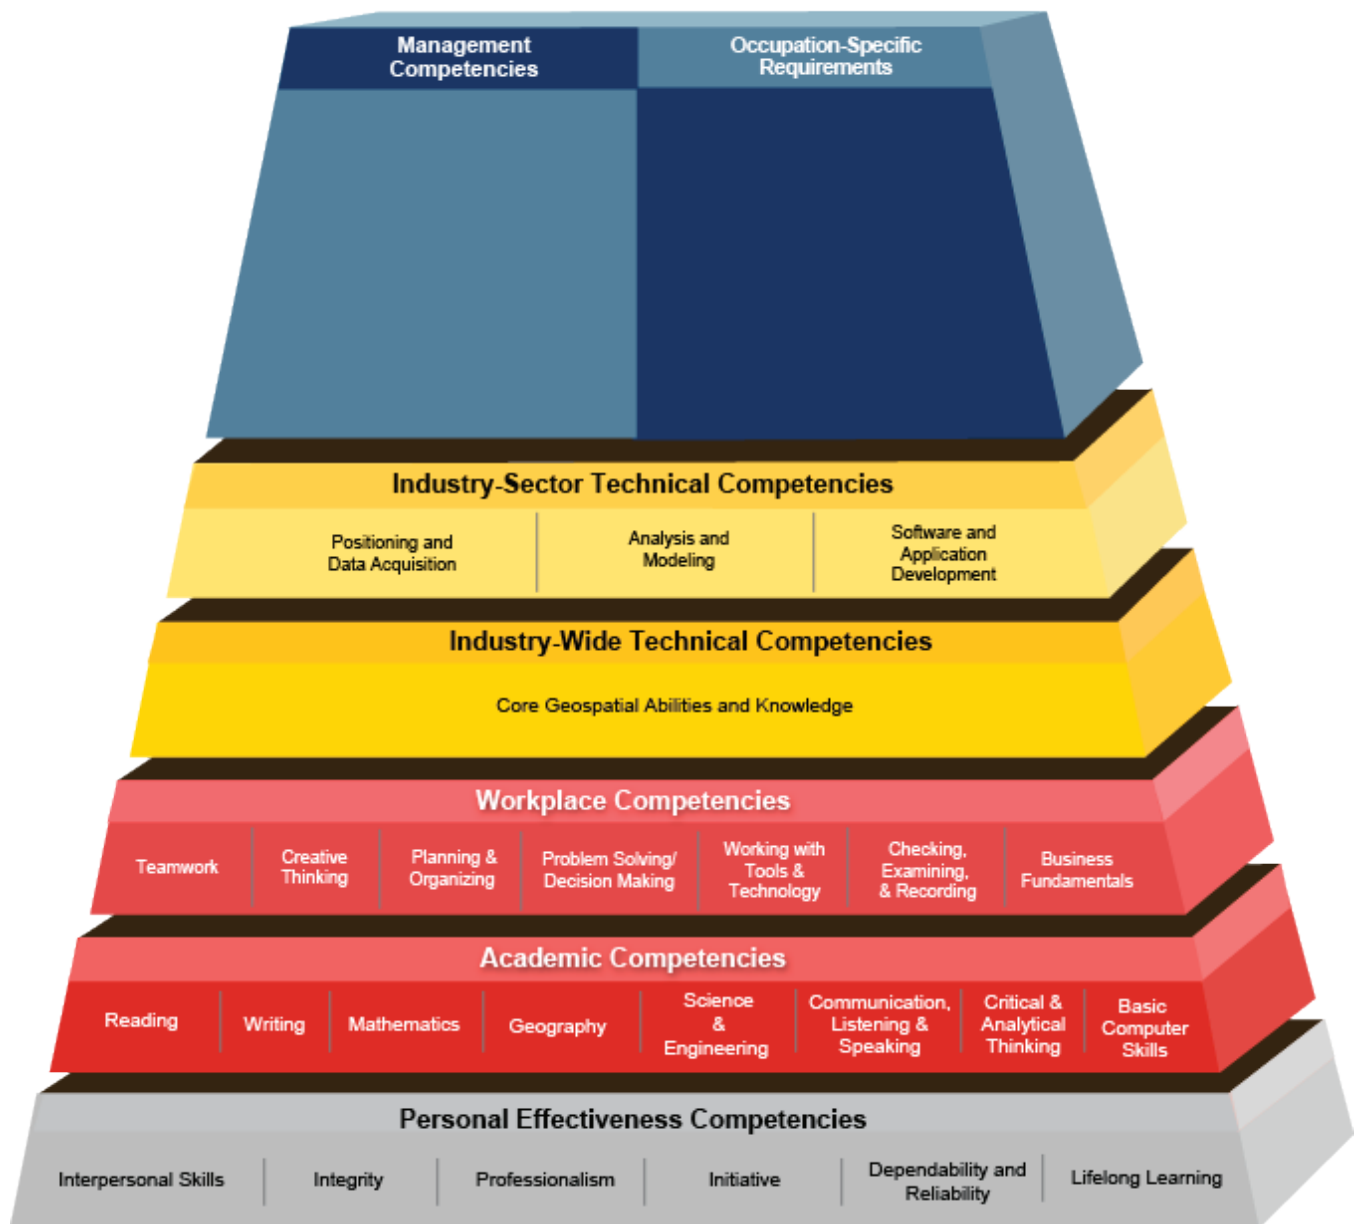 Management
Competencies
Occupation-Specific
Requirements
Industry-Sector Technical Competencies
Positioning and
Data Acquisition
Analysis and
Modeling
Software and
Application
Development
Industry-Wide Technical Competencies
Core Geospatial Abilities and Knowledge
Workplace Competencies
Teamwork
Creative
Thinking
Planning &
Organizing
Problem Solving/
Decision Making
Working with
Tools &
Technology
Checking,
Examining,
& Recording
Business
Fundamentals
Academic Competencies
Reading
Writing
Mathematics
Geography
Science
&
Engineering
Communication,
Listening &
Speaking
Critical &
Analytical
Thinking
Basic
Computer
Skills
Personal Effectiveness Competencies
Interpersonal Skills
Integrity
Professionalism
Initiative
Dependability and
Reliability
Lifelong Learning